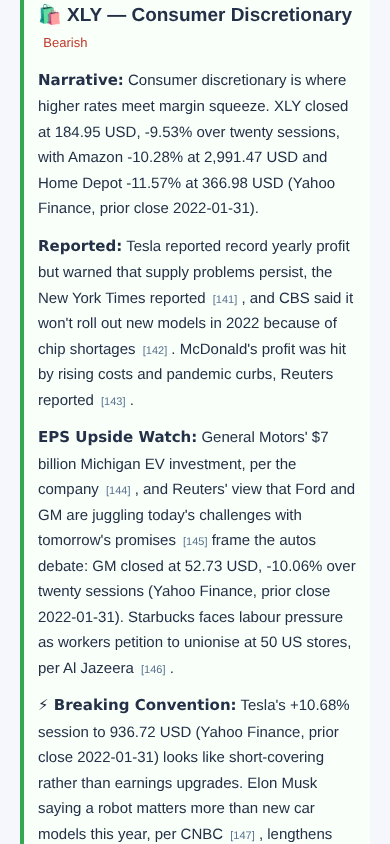 🛍️ XLY — Consumer Discretionary
Bearish
Narrative: Consumer discretionary is where
higher rates meet margin squeeze. XLY closed
at 184.95 USD, -9.53% over twenty sessions,
with Amazon -10.28% at 2,991.47 USD and
Home Depot -11.57% at 366.98 USD (Yahoo
Finance, prior close 2022-01-31).
Reported: Tesla reported record yearly profit
but warned that supply problems persist, the
New York Times reported [141] , and CBS said it
won't roll out new models in 2022 because of
chip shortages [142] . McDonald's profit was hit
by rising costs and pandemic curbs, Reuters
reported [143] .
EPS Upside Watch: General Motors' $7
billion Michigan EV investment, per the
company [144] , and Reuters' view that Ford and
GM are juggling today's challenges with
tomorrow's promises [145] frame the autos
debate: GM closed at 52.73 USD, -10.06% over
twenty sessions (Yahoo Finance, prior close
2022-01-31). Starbucks faces labour pressure
as workers petition to unionise at 50 US stores,
per Al Jazeera [146] .
⚡ Breaking Convention: Tesla's +10.68%
session to 936.72 USD (Yahoo Finance, prior
close 2022-01-31) looks like short-covering
rather than earnings upgrades. Elon Musk
saying a robot matters more than new car
models this year, per CNBC [147] , lengthens